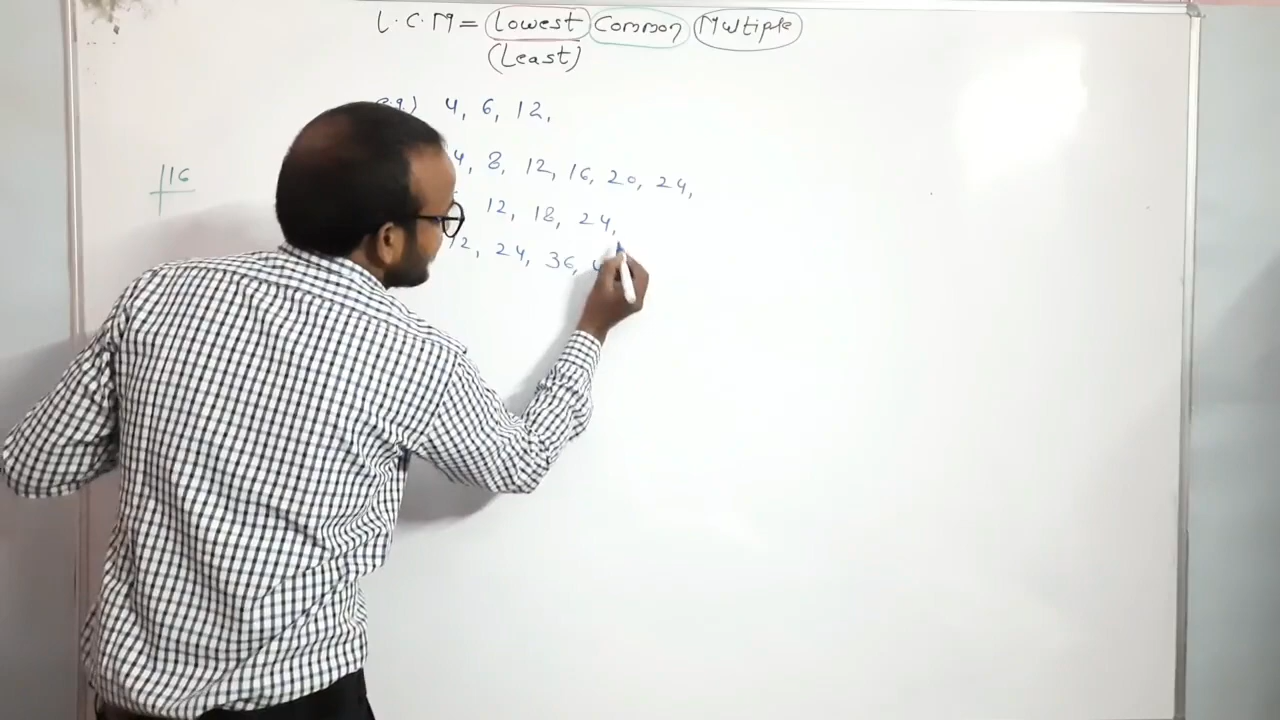 L.C.M = Lowest Common Multiple
(Least)
e.g.) 4, 6, 12,
4, 8, 12, 16, 20, 24,
12, 18, 24,
12, 24, 36,
16